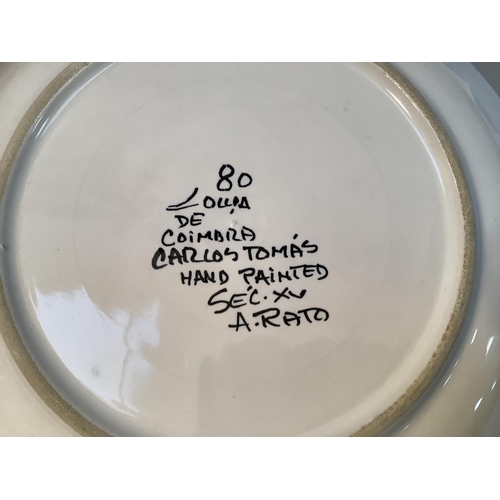 80
Louça
DE
COiMBRA
CARLOS TOMÁS
HAND PAiNTED
SÉC. XV
A. RATO